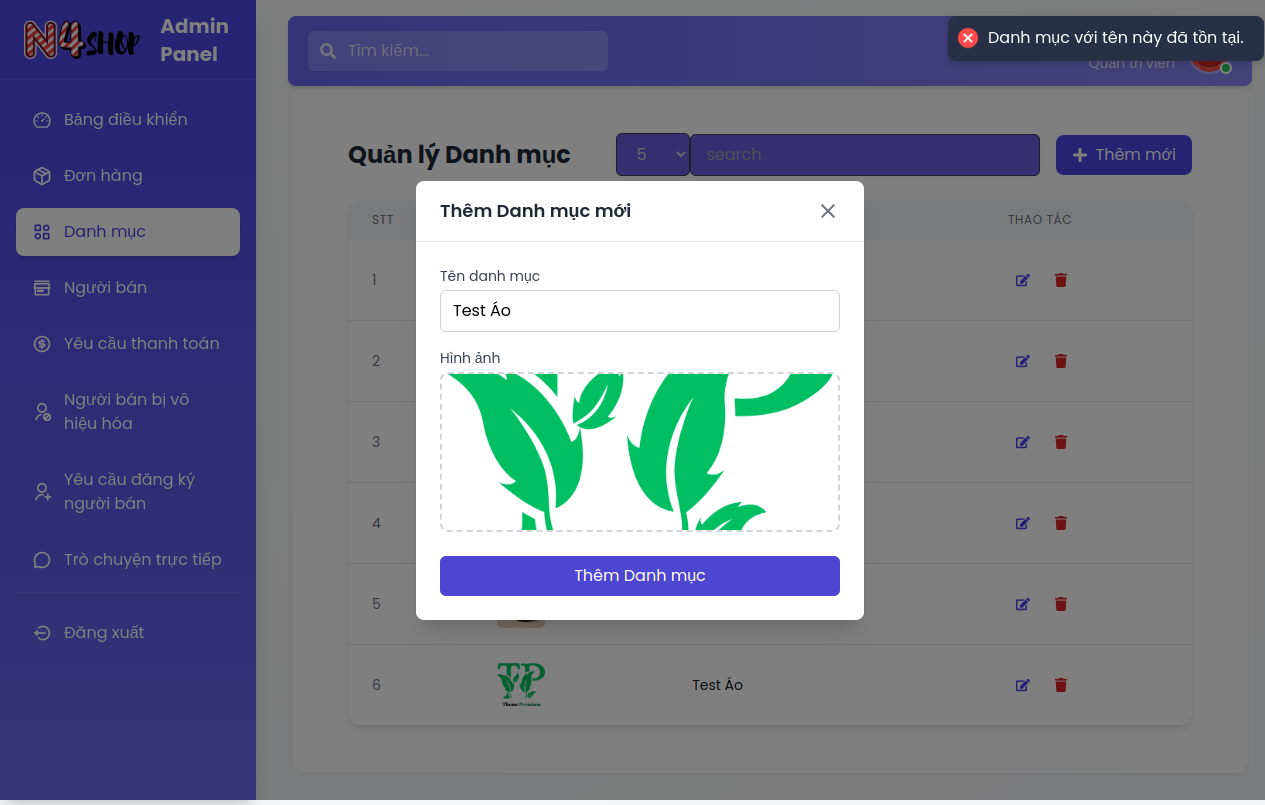 N4SHOP
Admin
Panel
Bảng điều khiển
Đơn hàng
Danh mục
Người bán
Yêu cầu thanh toán
Người bán bị vô
hiệu hóa
Yêu cầu đăng ký
người bán
Trò chuyện trực tiếp
Đăng xuất
Tìm kiếm...
Danh mục với tên này đã tồn tại.
Quản trị viên
Quản lý Danh mục
5
search
Thêm mới
STT
THAO TÁC
1
2
3
4
5
6
TP
Theme Premium
Test Áo
Thêm Danh mục mới
Tên danh mục
Test Áo
Hình ảnh
Thêm Danh mục